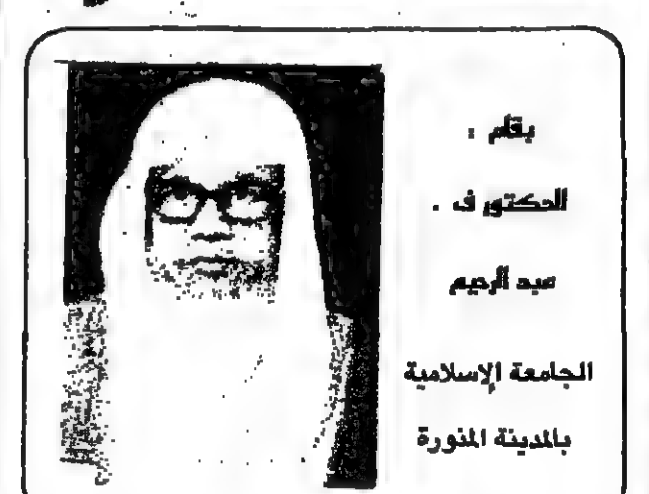 بقلم :
الدكتور ف .
عبد الرحيم
الجامعة الإسلامية
بالمدينة المنورة